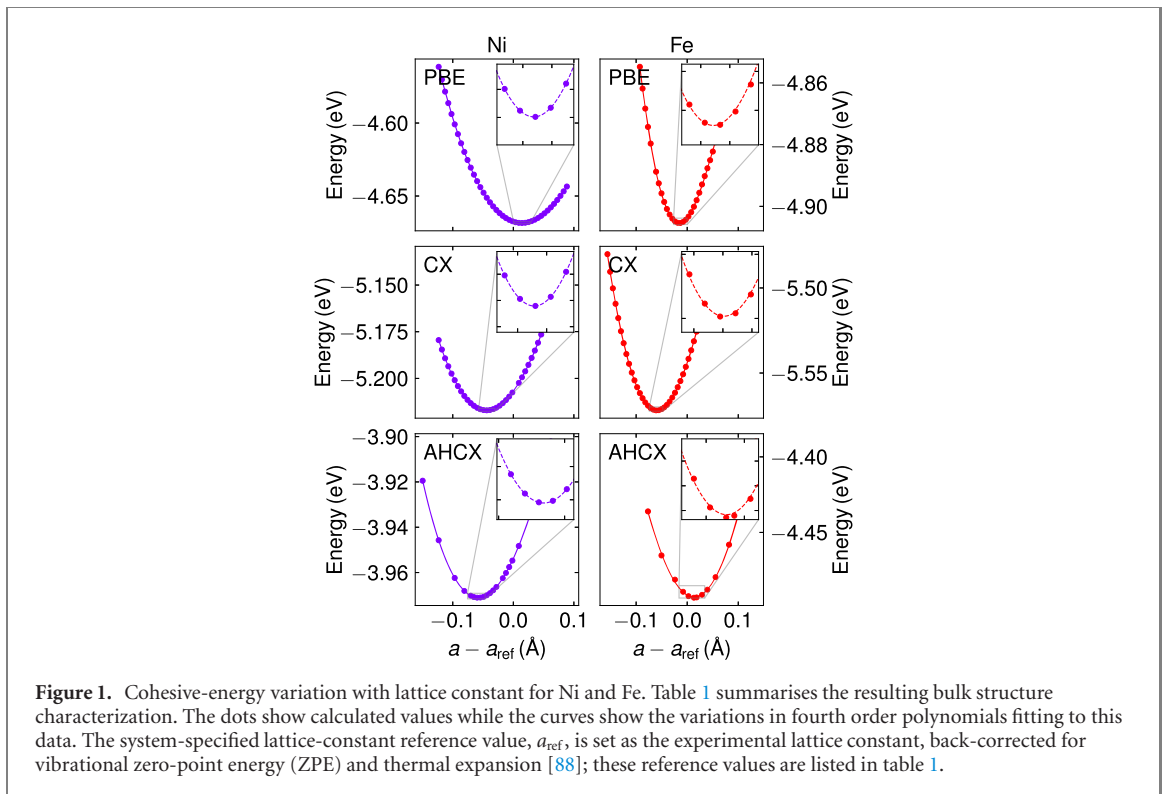 Ni
Fe
PBE
PBE
Energy (eV)
−4.60
−4.65
−4.86
−4.88
−4.90
Energy (eV)
CX
CX
Energy (eV)
−5.150
−5.175
−5.200
−5.50
−5.55
Energy (eV)
AHCX
AHCX
Energy (eV)
−3.90
−3.92
−3.94
−3.96
−4.40
−4.45
Energy (eV)
−0.1 0.0 0.1
−0.1 0.0 0.1
a − aref (Å)
a − aref (Å)
Figure 1. Cohesive-energy variation with lattice constant for Ni and Fe. Table 1 summarises the resulting bulk structure
characterization. The dots show calculated values while the curves show the variations in fourth order polynomials fitting to this
data. The system-specified lattice-constant reference value, aref, is set as the experimental lattice constant, back-corrected for
vibrational zero-point energy (ZPE) and thermal expansion [88]; these reference values are listed in table 1.